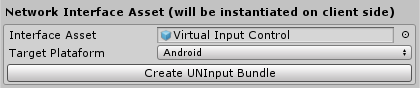 Network Interface Asset (will be instantiated on client side)
Interface Asset Virtual Input Control
Target Plataform Android
Create UNInput Bundle